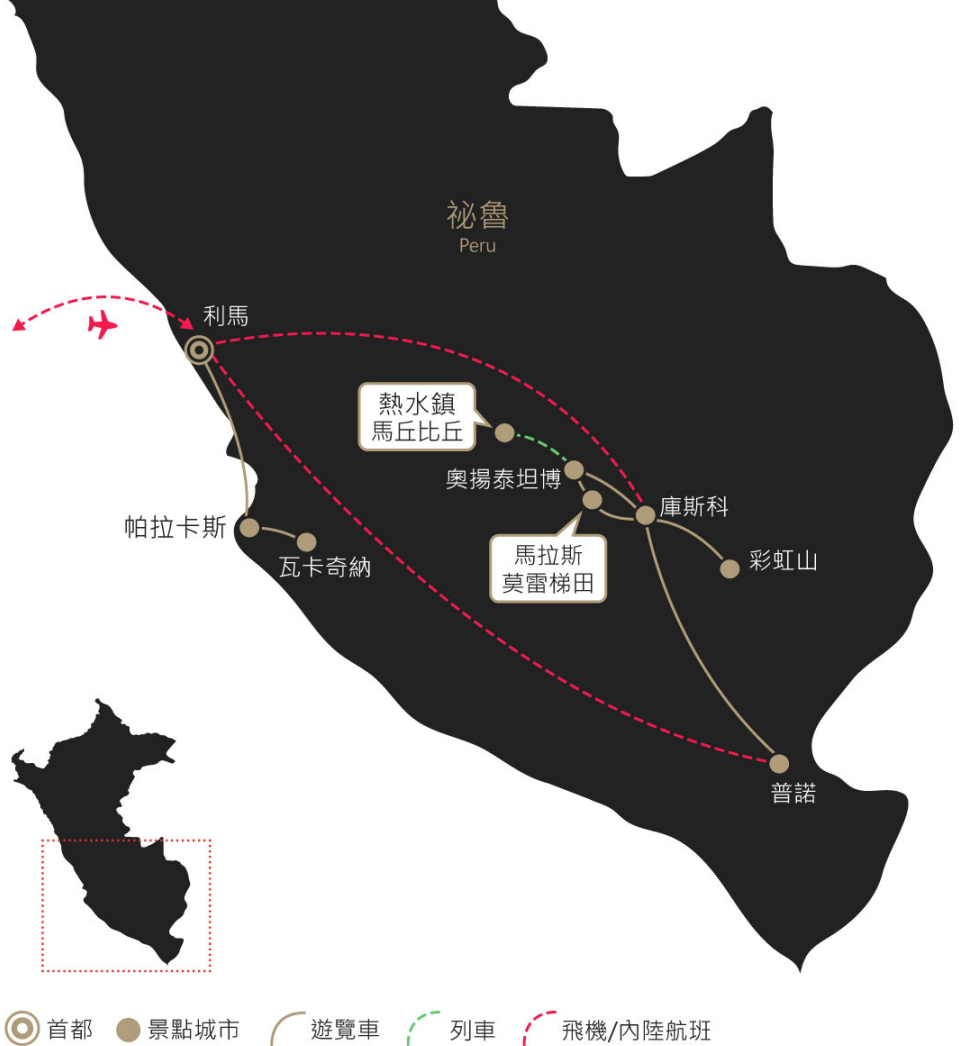 祕魯
Peru
利馬
熱水鎮
馬丘比丘
奧揚泰坦博
庫斯科
帕拉卡斯
瓦卡奇納
馬拉斯
莫雷梯田
彩虹山
普諾
首都
景點城市
遊覽車
列車
飛機/內陸航班